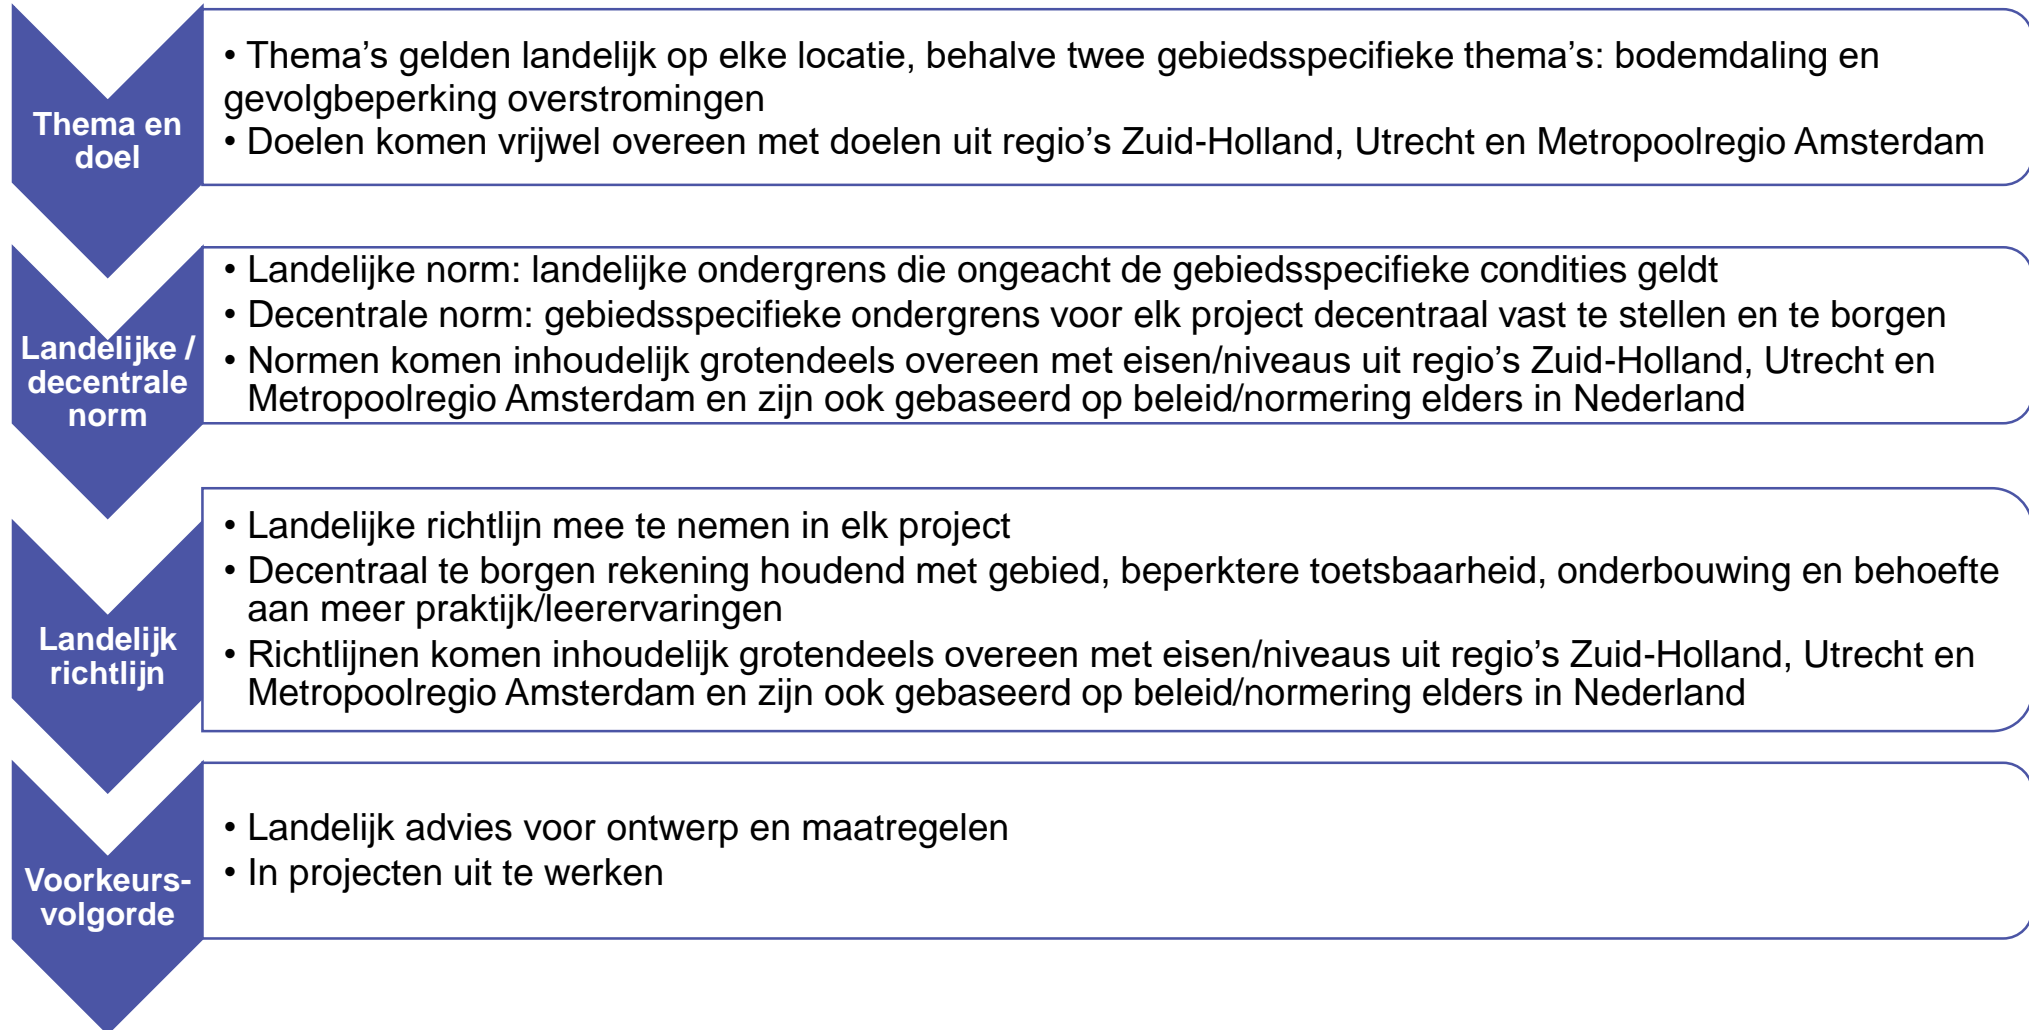 Thema en
doel
• Thema’s gelden landelijk op elke locatie, behalve twee gebiedsspecifieke thema’s: bodemdaling en
gevolgbeperking overstromingen
• Doelen komen vrijwel overeen met doelen uit regio’s Zuid-Holland, Utrecht en Metropoolregio Amsterdam
Landelijke /
decentrale
norm
• Landelijke norm: landelijke ondergrens die ongeacht de gebiedsspecifieke condities geldt
• Decentrale norm: gebiedsspecifieke ondergrens voor elk project decentraal vast te stellen en te borgen
• Normen komen inhoudelijk grotendeels overeen met eisen/niveaus uit regio’s Zuid-Holland, Utrecht en
Metropoolregio Amsterdam en zijn ook gebaseerd op beleid/normering elders in Nederland
Landelijk
richtlijn
• Landelijke richtlijn mee te nemen in elk project
• Decentraal te borgen rekening houdend met gebied, beperktere toetsbaarheid, onderbouwing en behoefte
aan meer praktijk/leerervaringen
• Richtlijnen komen inhoudelijk grotendeels overeen met eisen/niveaus uit regio’s Zuid-Holland, Utrecht en
Metropoolregio Amsterdam en zijn ook gebaseerd op beleid/normering elders in Nederland
Voorkeurs-
volgorde
• Landelijk advies voor ontwerp en maatregelen
• In projecten uit te werken